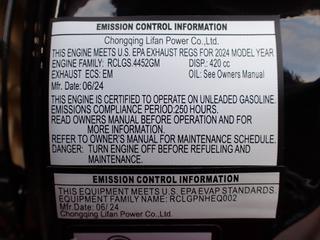 EMISSION CONTROL INFORMATION
Chongqing Lifan Power Co.,Ltd.
THIS ENGINE MEETS U.S. EPA EXHAUST REGS FOR 2024 MODEL YEAR
ENGINE FAMILY: RCLGS.4452GM DISP.: 420 cc
EXHAUST ECS: EM OIL: See Owners Manual
Mfr. Date: 06/24
THIS ENGINE IS CERTIFIED TO OPERATE ON UNLEADED GASOLINE.
EMISSIONS COMPLIANCE PERIOD:250 HOURS.
READ OWNERS MANUAL BEFORE OPERATION AND FOR MORE INFO.
REFER TO OWNER'S MANUAL FOR MAINTENANCE SCHEDULE.
DANGER: TURN ENGINE OFF BEFORE REFUELING AND
MAINTENANCE.
EMISSION CONTROL INFORMATION
THIS EQUIPMENT MEETS U.S. EPA EVAP STANDARDS.
EQUIPMENT FAMILY: RCLGPNHEQ002
Mfg.Date: 06/ 24
Chongqing Lifan Power Co.,Ltd.